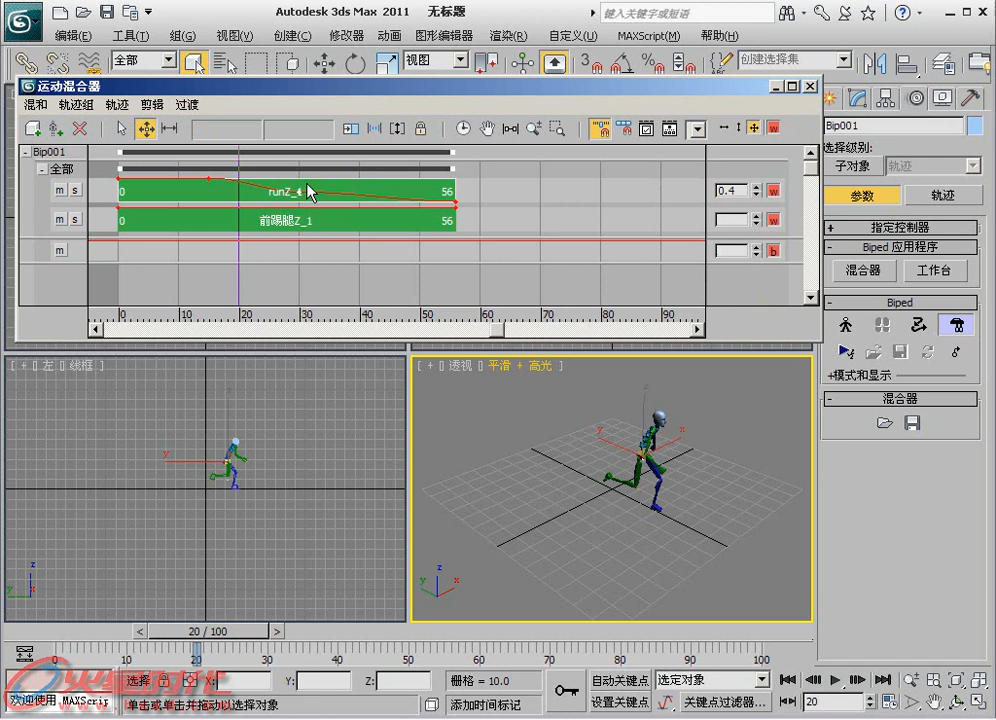 Autodesk 3ds Max 2011 无标题
键入关键字或短语
编辑(E) 工具(T) 组(G) 视图(V) 创建(C) 修改器 动画 图形编辑器 渲染(R) 自定义(U) MAXScript(M) 帮助(H)
全部 视图 3 创建选择集
运动混合器
混和 轨迹组 轨迹 剪辑 过渡
Bip001
全部
m s 0 runZ_ 56 0.4 w
m s 0 前踢腿Z_1 56 w
m b
0 10 20 30 40 50 60 70 80 90
Bip001
选择级别:
子对象 轨迹
参数 轨迹
+ 指定控制器
- Biped 应用程序
混合器 工作台
- Biped
+模式和显示
- 混合器
[ + [] 左 [] 线框 ]
[ + [] 透视 [] 平滑 + 高光 ]
y
z
y
x
y x
z
y x
< 20 / 100 >
0 10 20 30 40 50 60 70 80 90 100
火星时代
选择 X: Y: Z: 栅格 = 10.0 自动关键点 选定对象
欢迎使用 MAXScrip 单击或单击并拖动以选择对象 添加时间标记 设置关键点 关键点过滤器... 20